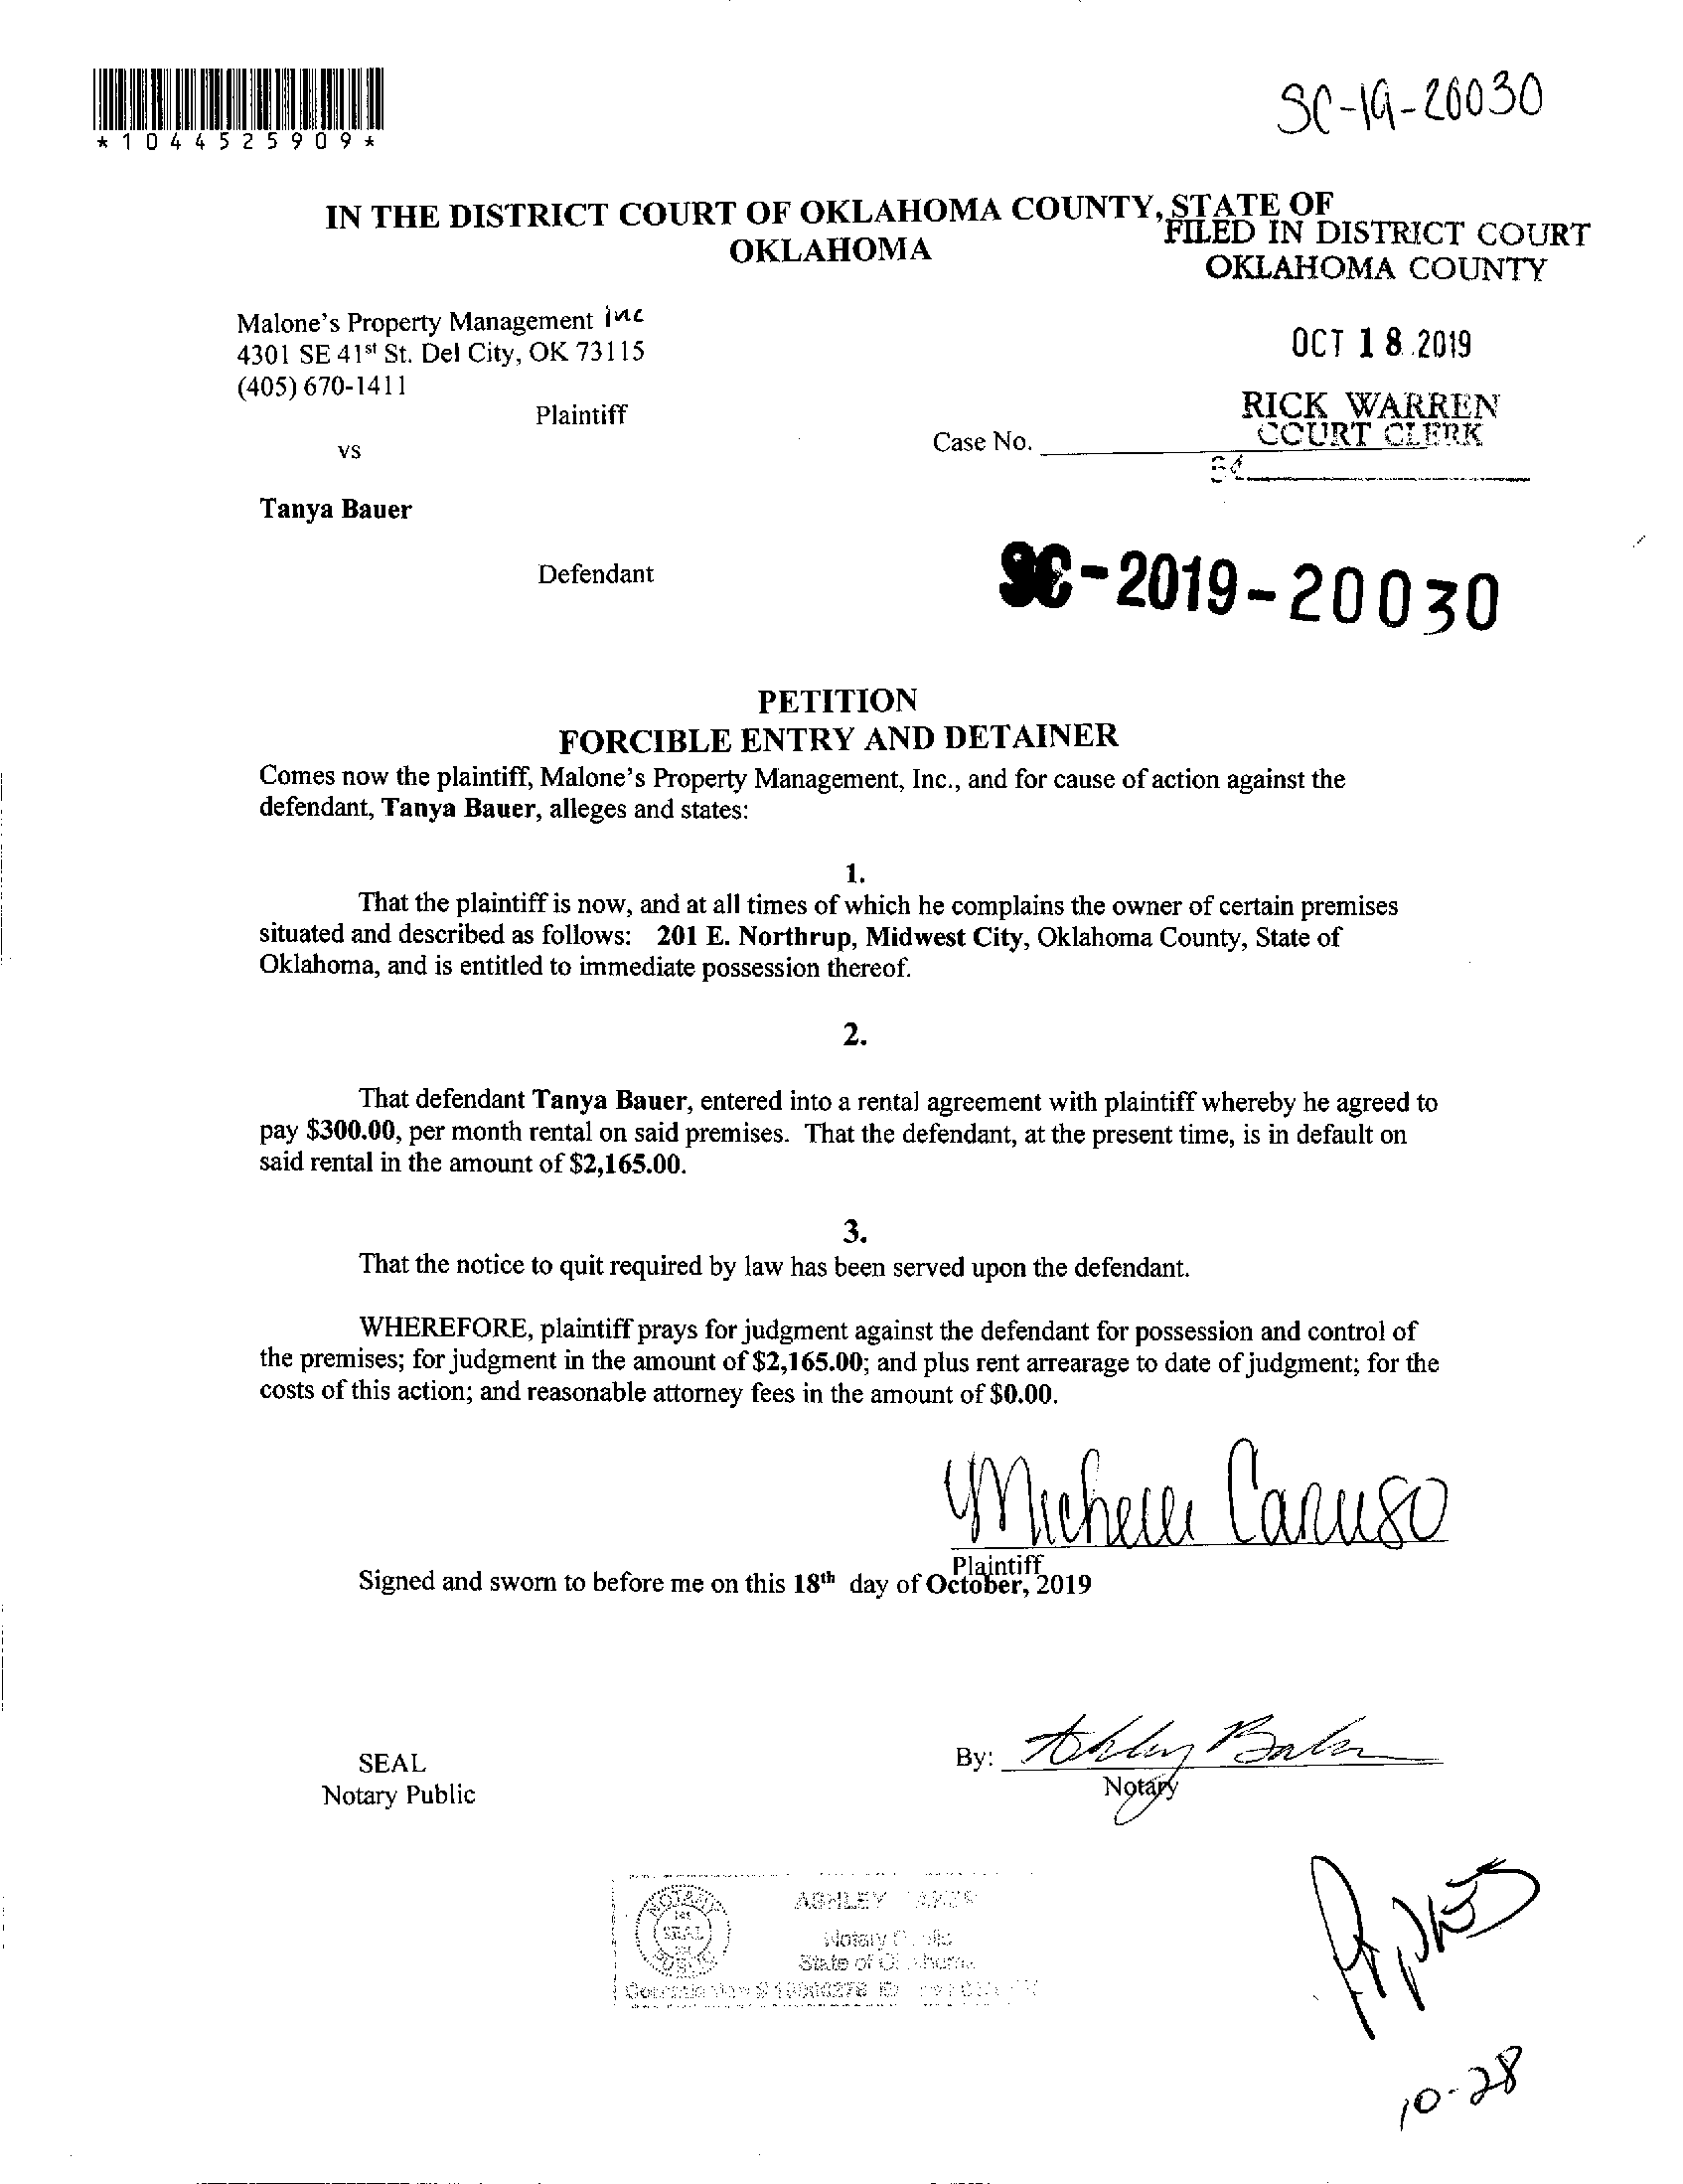 *1044525909*
SC-19-20030
IN THE DISTRICT COURT OF OKLAHOMA COUNTY, STATE OF
OKLAHOMA
FILED IN DISTRICT COURT
OKLAHOMA COUNTY
Malone's Property Management inc
4301 SE 41st St. Del City, OK 73115
(405) 670-1411
OCT 18 2019
Plaintiff
RICK WARREN
COURT CLERK
vs
Case No.
Tanya Bauer
Defendant
SC-2019-20030
PETITION
FORCIBLE ENTRY AND DETAINER
Comes now the plaintiff, Malone's Property Management, Inc., and for cause of action against the
defendant, Tanya Bauer, alleges and states:
1.
That the plaintiff is now, and at all times of which he complains the owner of certain premises
situated and described as follows: 201 E. Northrup, Midwest City, Oklahoma County, State of
Oklahoma, and is entitled to immediate possession thereof.
2.
That defendant Tanya Bauer, entered into a rental agreement with plaintiff whereby he agreed to
pay $300.00, per month rental on said premises. That the defendant, at the present time, is in default on
said rental in the amount of $2,165.00.
3.
That the notice to quit required by law has been served upon the defendant.
WHEREFORE, plaintiff prays for judgment against the defendant for possession and control of
the premises; for judgment in the amount of $2,165.00; and plus rent arrearage to date of judgment; for the
costs of this action; and reasonable attorney fees in the amount of $0.00.
Michelle Caruso
Plaintiff
Signed and sworn to before me on this 18th day of October, 2019
SEAL
Notary Public
By: Ashley Baker
Notary
NOTARY
SEAL
PUBLIC
ASHLEY
Notary
State of
10-28